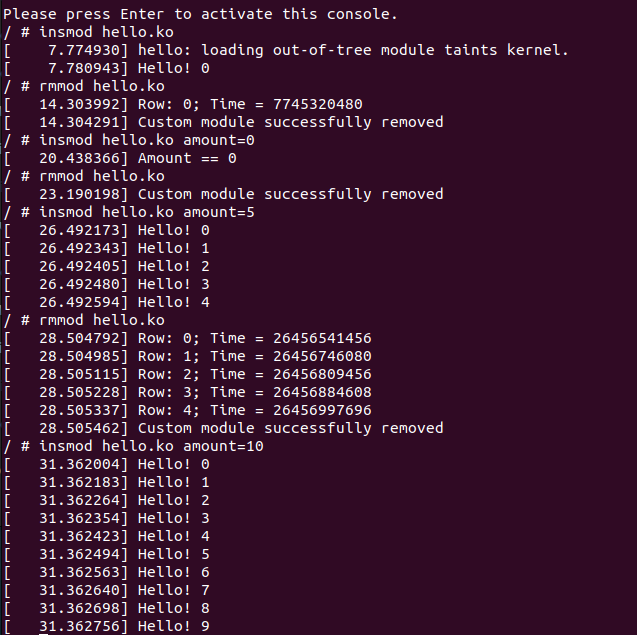 Please press Enter to activate this console.
/ # insmod hello.ko
[    7.774930] hello: loading out-of-tree module taints kernel.
[    7.780943] Hello! 0
/ # rmmod hello.ko
[   14.303992] Row: 0; Time = 7745320480
[   14.304291] Custom module successfully removed
/ # insmod hello.ko amount=0
[   20.438366] Amount == 0
/ # rmmod hello.ko
[   23.190198] Custom module successfully removed
/ # insmod hello.ko amount=5
[   26.492173] Hello! 0
[   26.492343] Hello! 1
[   26.492405] Hello! 2
[   26.492480] Hello! 3
[   26.492594] Hello! 4
/ # rmmod hello.ko
[   28.504792] Row: 0; Time = 26456541456
[   28.504985] Row: 1; Time = 26456746080
[   28.505115] Row: 2; Time = 26456809456
[   28.505228] Row: 3; Time = 26456884608
[   28.505337] Row: 4; Time = 26456997696
[   28.505462] Custom module successfully removed
/ # insmod hello.ko amount=10
[   31.362004] Hello! 0
[   31.362183] Hello! 1
[   31.362264] Hello! 2
[   31.362354] Hello! 3
[   31.362423] Hello! 4
[   31.362494] Hello! 5
[   31.362563] Hello! 6
[   31.362640] Hello! 7
[   31.362698] Hello! 8
[   31.362756] Hello! 9